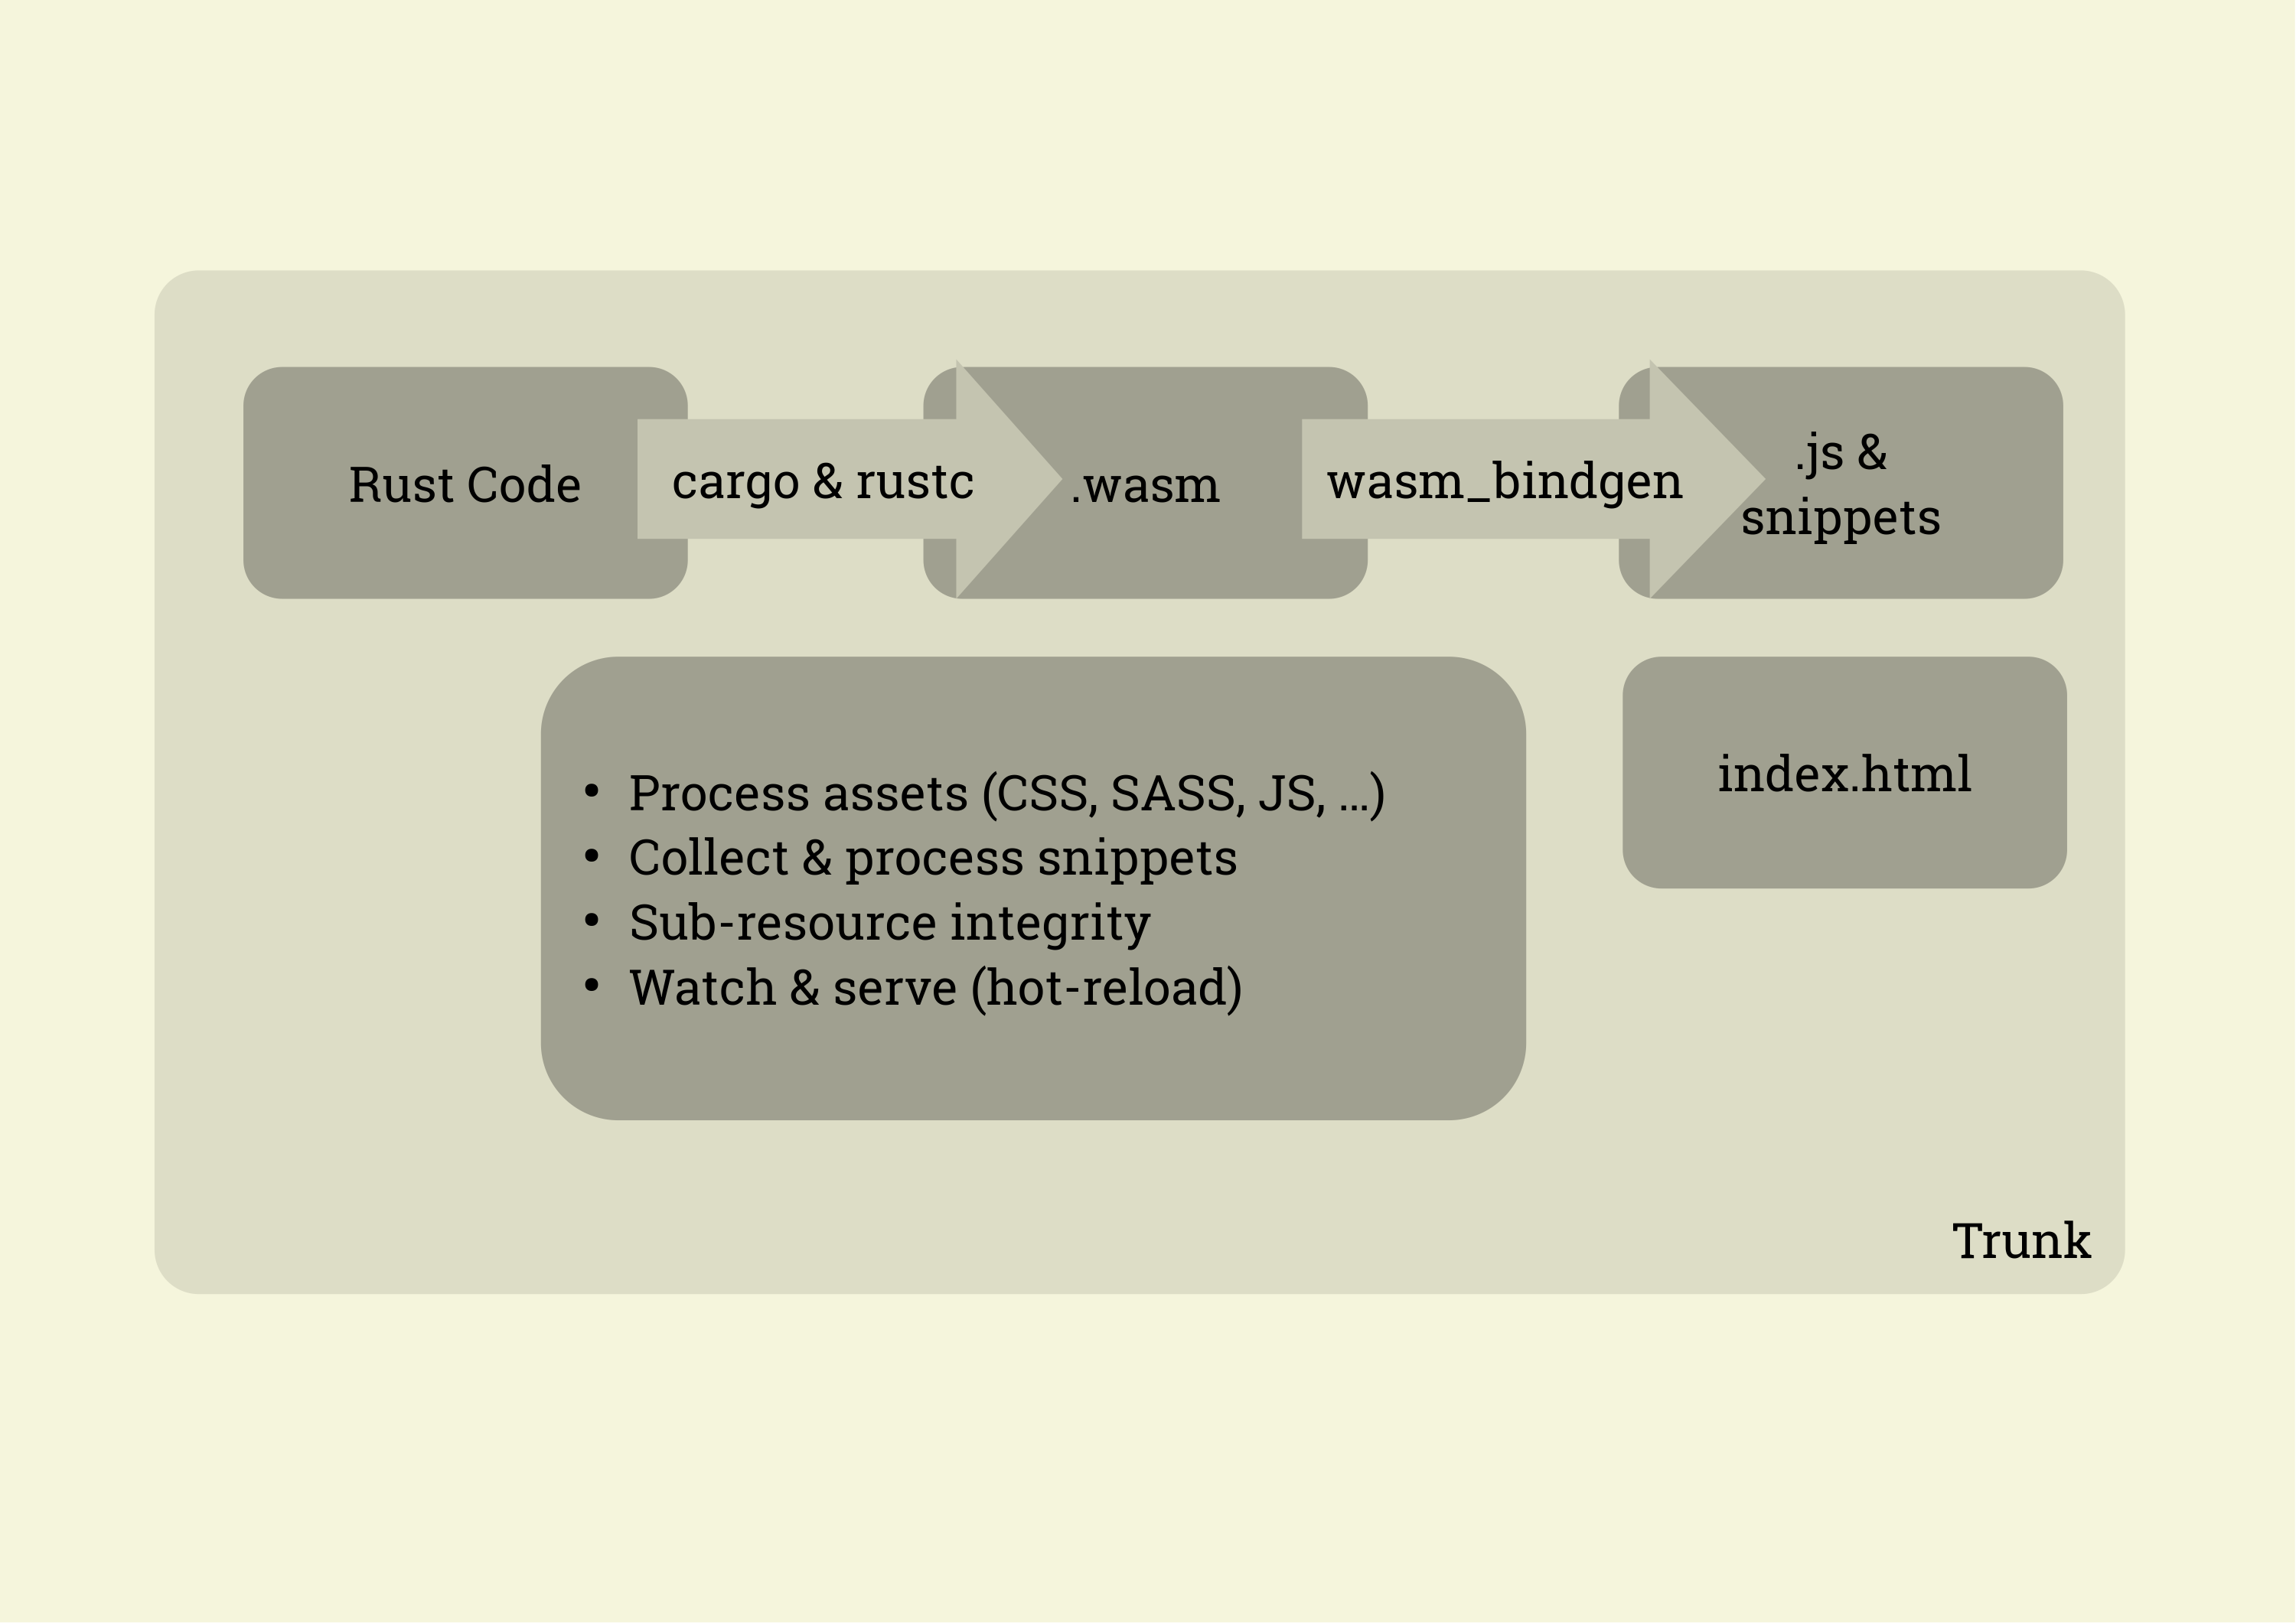 Rust Code
cargo & rustc
.wasm
wasm_bindgen
.js &
snippets
• Process assets (CSS, SASS, JS, …)
• Collect & process snippets
• Sub-resource integrity
• Watch & serve (hot-reload)
index.html
Trunk